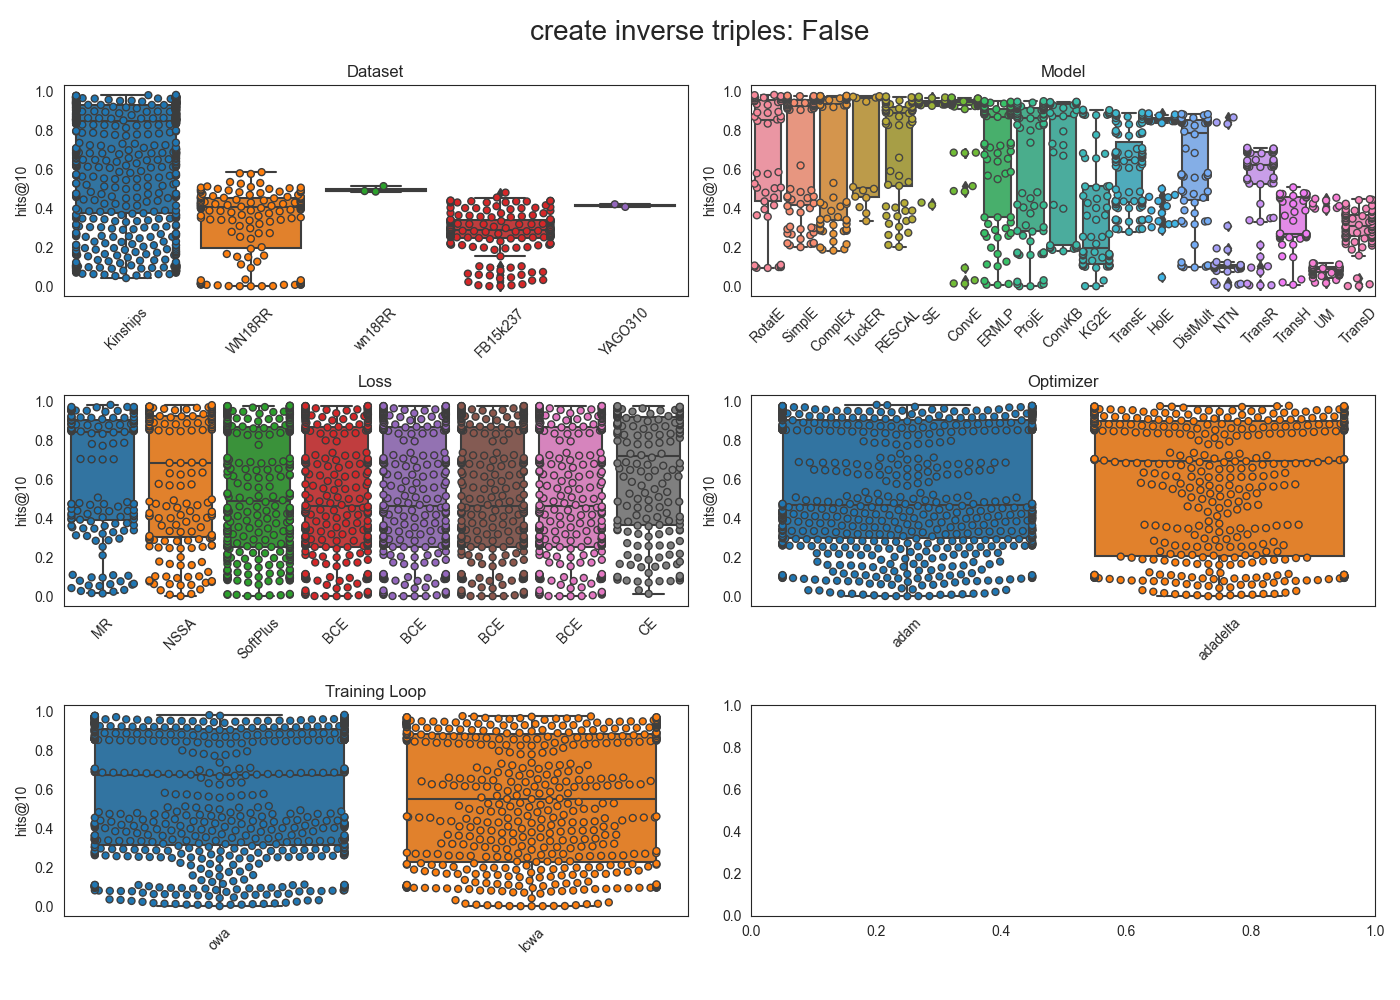 create inverse triples: False
Dataset
hits@10
1.0
0.8
0.6
0.4
0.2
0.0
Kinships
WN18RR
wn18RR
FB15k237
YAGO310
Model
hits@10
1.0
0.8
0.6
0.4
0.2
0.0
RotatE
SimplE
ComplEx
TuckER
RESCAL
SE
ConvE
ERMLP
ProjE
ConvKB
KG2E
TransE
HolE
DistMult
NTN
TransR
TransH
UM
TransD
Loss
hits@10
1.0
0.8
0.6
0.4
0.2
0.0
MR
NSSA
SoftPlus
BCE
BCE
BCE
BCE
CE
Optimizer
hits@10
1.0
0.8
0.6
0.4
0.2
0.0
adam
adadelta
Training Loop
hits@10
1.0
0.8
0.6
0.4
0.2
0.0
owa
lcwa
1.0
0.8
0.6
0.4
0.2
0.0
0.0 0.2 0.4 0.6 0.8 1.0